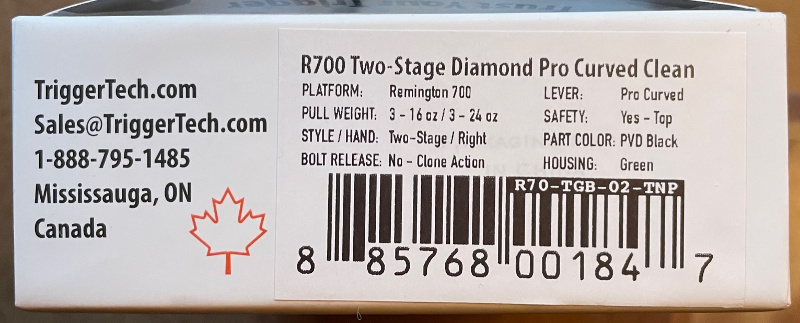 TriggerTech.com
Sales@TriggerTech.com
1-888-795-1485
Mississauga, ON
Canada
R700 Two-Stage Diamond Pro Curved Clean
PLATFORM: Remington 700 LEVER: Pro Curved
PULL WEIGHT: 3 - 16 oz / 3 - 24 oz SAFETY: Yes - Top
STYLE / HAND: Two-Stage / Right PART COLOR: PVD Black
BOLT RELEASE: No - Clone Action HOUSING: Green
R70-TGB-02-TNP
8 85768 00184 7